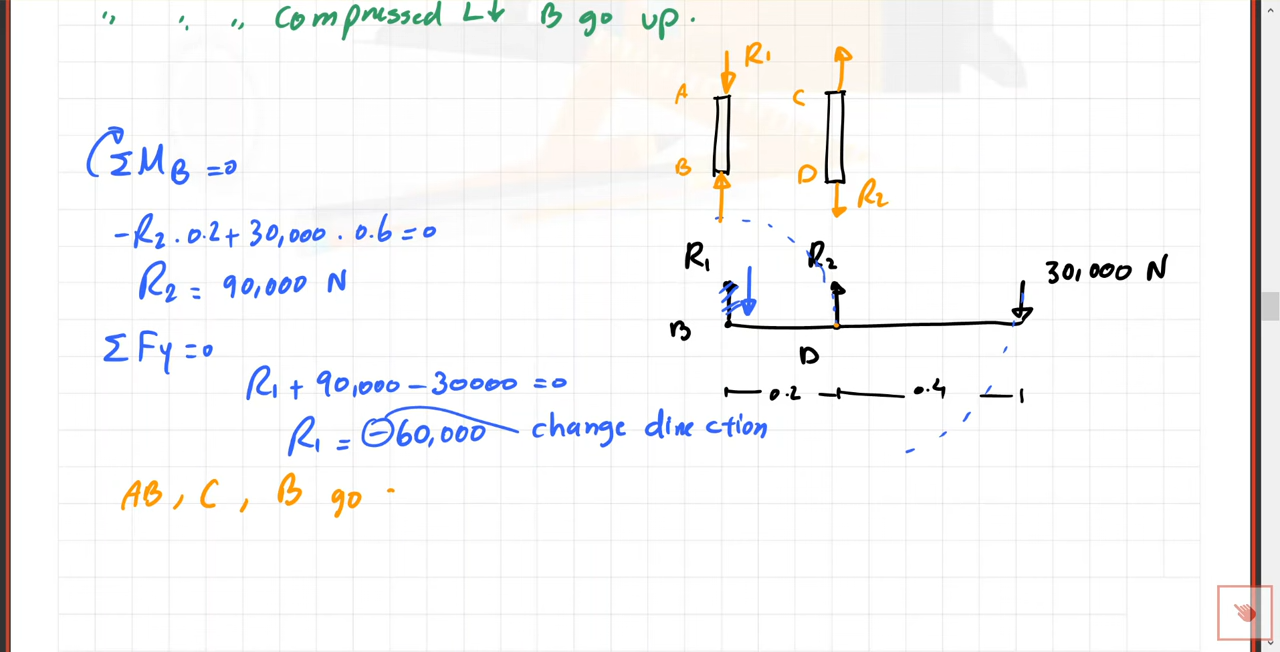 " " " Compressed L↓ B go up.
R₁
A
C
B
D
R₂
ΣM_B = 0
-R₂ . 0.2 + 30,000 . 0.6 = 0
R₂ = 90,000 N
R₁
R₂
30,000 N
B
D
0.2
0.4
ΣFy = 0
R₁ + 90,000 - 30000 = 0
R₁ = -60,000 change direction
AB, C, B go